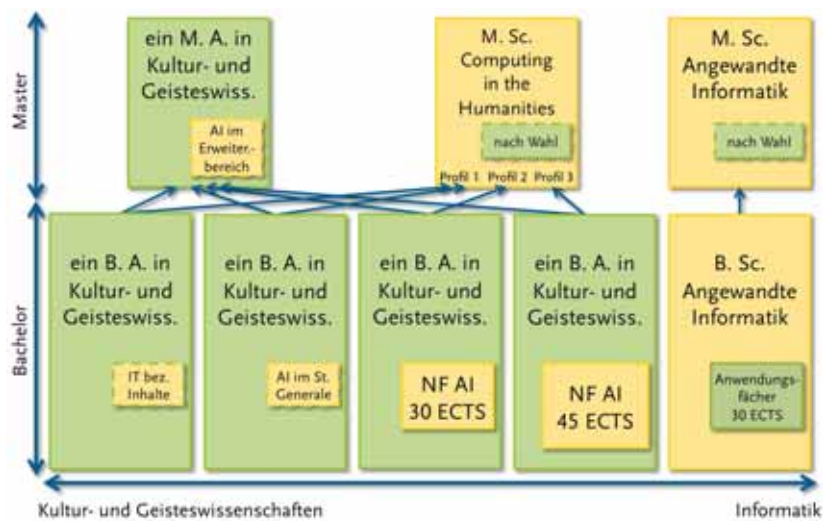 Master
ein M. A. in
Kultur- und
Geisteswiss.
AI im
Erweiter.-
bereich
M. Sc.
Computing
in the
Humanities
nach Wahl
Profil 1 Profil 2 Profil 3
M. Sc.
Angewandte
Informatik
nach Wahl
Bachelor
ein B. A. in
Kultur- und
Geisteswiss.
IT bez.
Inhalte
ein B. A. in
Kultur- und
Geisteswiss.
AI im St.
Generale
ein B. A. in
Kultur- und
Geisteswiss.
NF AI
30 ECTS
ein B. A. in
Kultur- und
Geisteswiss.
NF AI
45 ECTS
B. Sc.
Angewandte
Informatik
Anwendungs-
fächer
30 ECTS
Kultur- und Geisteswissenschaften
Informatik